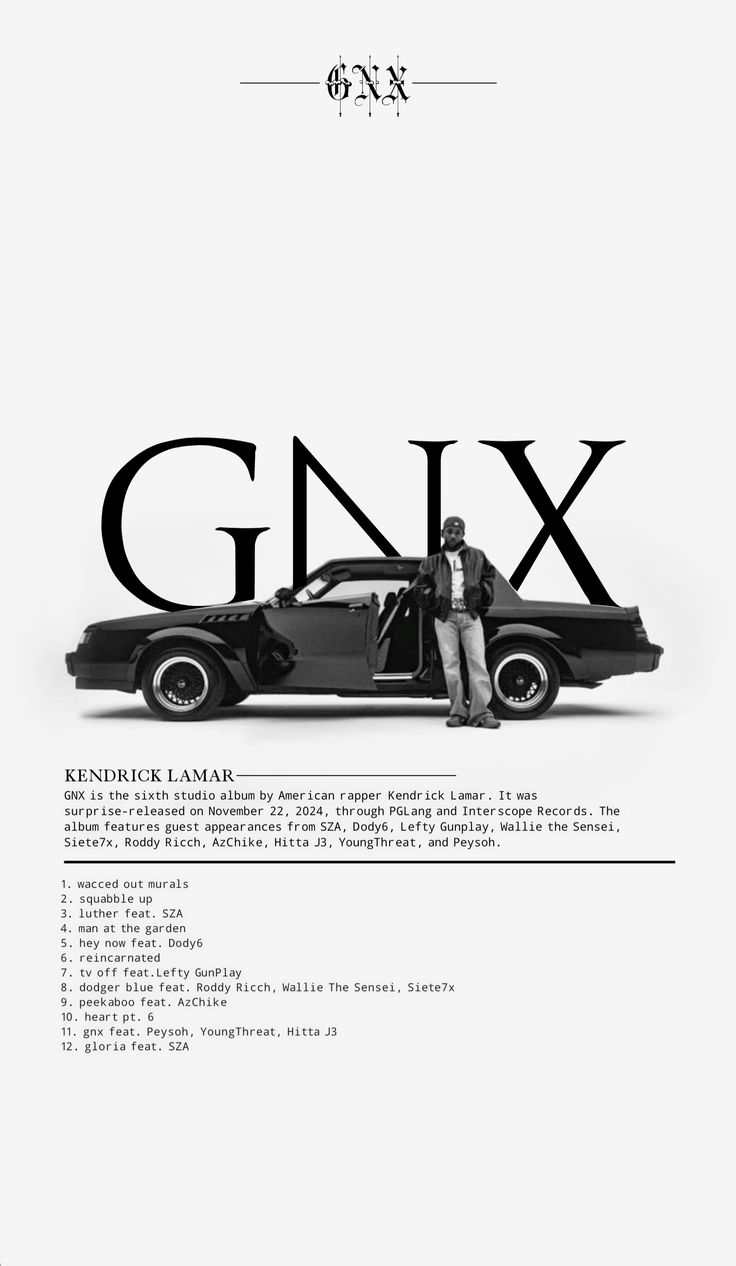 GNX
GNX
KENDRICK LAMAR
GNX is the sixth studio album by American rapper Kendrick Lamar. It was
surprise-released on November 22, 2024, through PGLang and Interscope Records. The
album features guest appearances from SZA, Dody6, Lefty Gunplay, Wallie the Sensei,
Siete7x, Roddy Ricch, AzChike, Hitta J3, YoungThreat, and Peysoh.
1. wacced out murals
2. squabble up
3. luther feat. SZA
4. man at the garden
5. hey now feat. Dody6
6. reincarnated
7. tv off feat.Lefty GunPlay
8. dodger blue feat. Roddy Ricch, Wallie The Sensei, Siete7x
9. peekaboo feat. AzChike
10. heart pt. 6
11. gnx feat. Peysoh, YoungThreat, Hitta J3
12. gloria feat. SZA